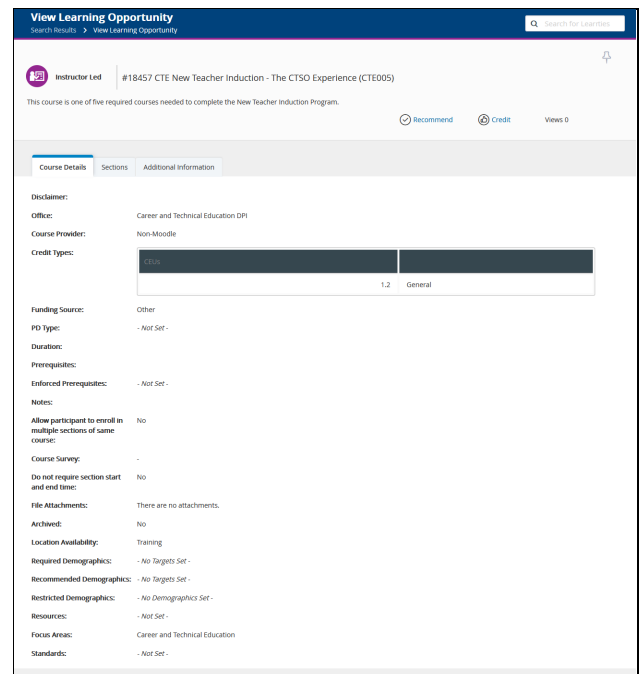 View Learning Opportunity
Search Results > View Learning Opportunity
Search for Learnings
Instructor Led
#18457 CTE New Teacher Induction - The CTSO Experience (CTE005)
This course is one of five required courses needed to complete the New Teacher Induction Program.
Recommend Credit Views 0
Course Details Sections Additional Information
Disclaimer:
Office: Career and Technical Education DPI
Course Provider: Non-Moodle
Credit Types:
CEUs
1.2 General
Funding Source: Other
PD Type: - Not Set -
Duration:
Prerequisites:
Enforced Prerequisites: - Not Set -
Notes:
Allow participant to enroll in No
multiple sections of same
course:
Course Survey: -
Do not require section start No
and end time:
File Attachments: There are no attachments.
Archived: No
Location Availability: Training
Required Demographics: - No Targets Set -
Recommended Demographics: - No Targets Set -
Restricted Demographics: - No Demographics Set -
Resources: - Not Set -
Focus Areas: Career and Technical Education
Standards: - Not Set -